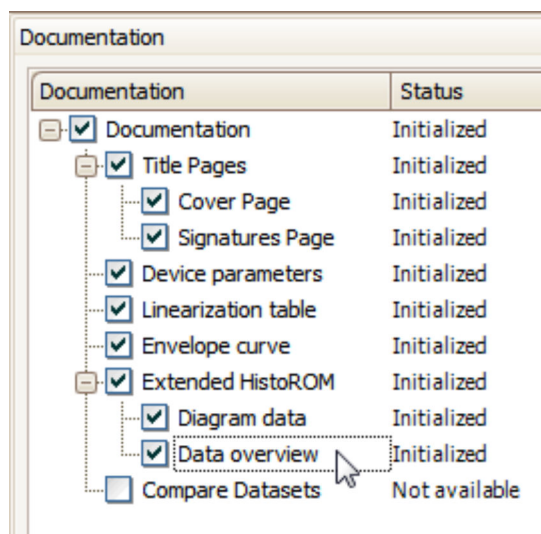 Documentation
Documentation Status
Documentation Initialized
Title Pages Initialized
Cover Page Initialized
Signatures Page Initialized
Device parameters Initialized
Linearization table Initialized
Envelope curve Initialized
Extended HistoROM Initialized
Diagram data Initialized
Data overview Initialized
Compare Datasets Not available